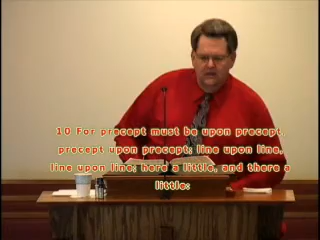 10 For precept must be upon precept,
precept upon precept; line upon line,
line upon line; here a little, and there a
little: